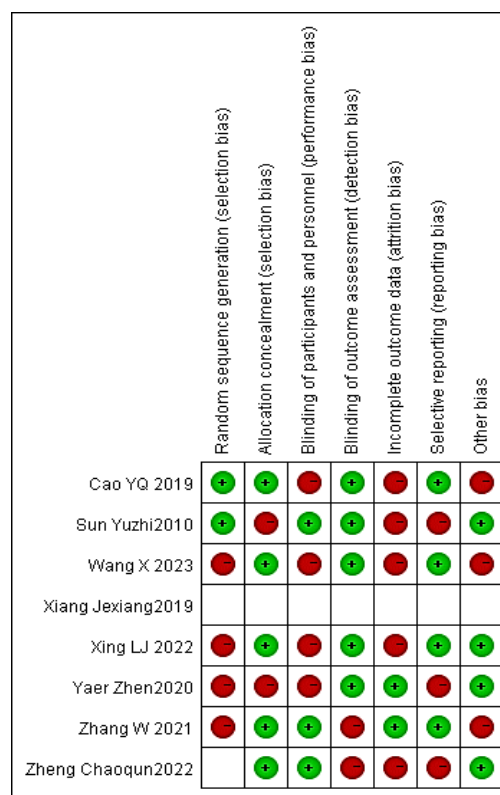 Random sequence generation (selection bias)
Allocation concealment (selection bias)
Blinding of participants and personnel (performance bias)
Blinding of outcome assessment (detection bias)
Incomplete outcome data (attrition bias)
Selective reporting (reporting bias)
Other bias
Cao YQ 2019 + + - + - + -
Sun Yuzhi2010 + - + + - - +
Wang X 2023 - + - + - + -
Xiang Jexiang2019
Xing LJ 2022 - + - + - + +
Yaer Zhen2020 - - - + + - +
Zhang W 2021 - + + - + + -
Zheng Chaoqun2022 + + - - - +